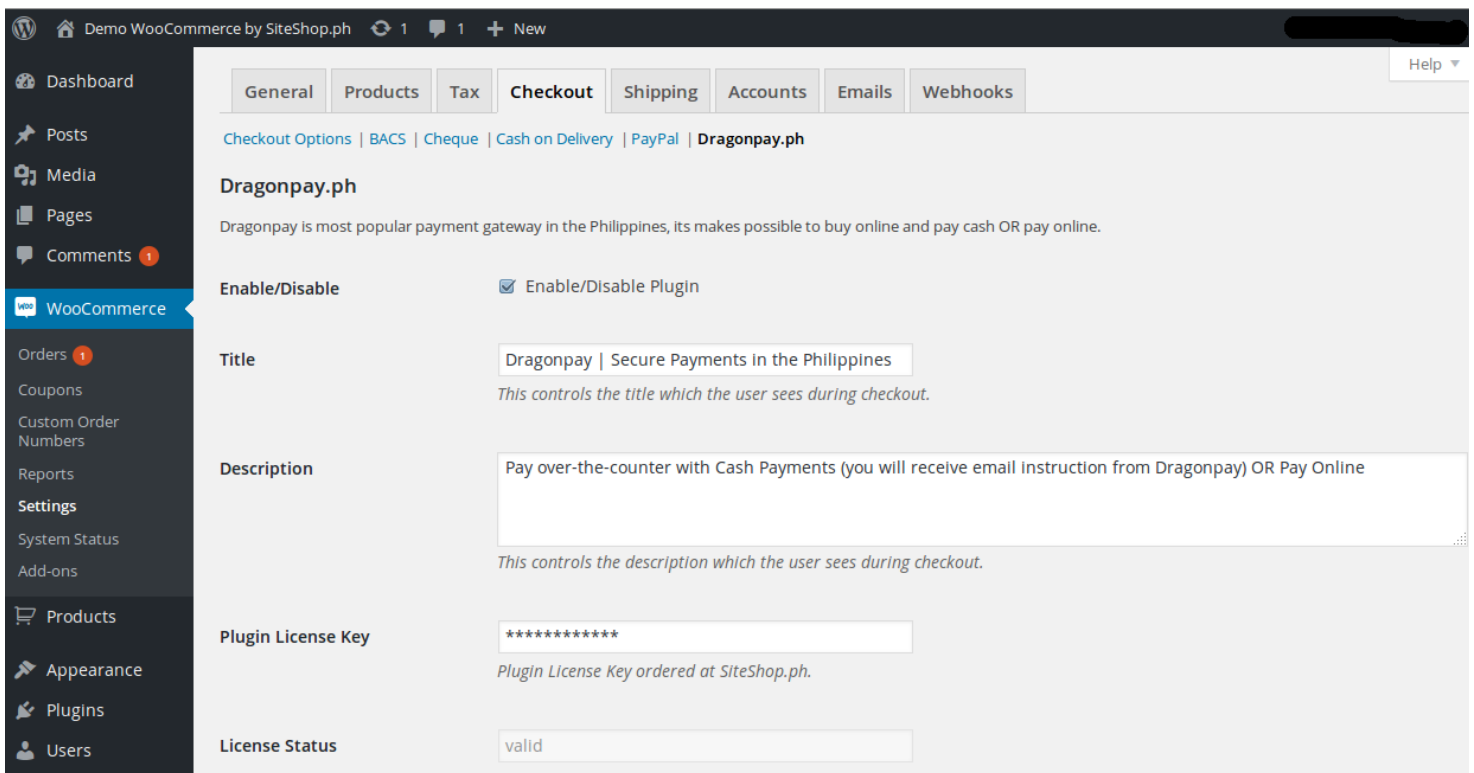 Demo WooCommerce by SiteShop.ph 1 1 + New
Help ▼
Dashboard
Posts
Media
Pages
Comments 1
Woo WooCommerce
Orders 1
Coupons
Custom Order
Numbers
Reports
Settings
System Status
Add-ons
Products
Appearance
Plugins
Users
General Products Tax Checkout Shipping Accounts Emails Webhooks
Checkout Options | BACS | Cheque | Cash on Delivery | PayPal | Dragonpay.ph
Dragonpay.ph
Dragonpay is most popular payment gateway in the Philippines, its makes possible to buy online and pay cash OR pay online.
Enable/Disable Enable/Disable Plugin
Title Dragonpay | Secure Payments in the Philippines
This controls the title which the user sees during checkout.
Description Pay over-the-counter with Cash Payments (you will receive email instruction from Dragonpay) OR Pay Online
This controls the description which the user sees during checkout.
Plugin License Key ************
Plugin License Key ordered at SiteShop.ph.
License Status valid